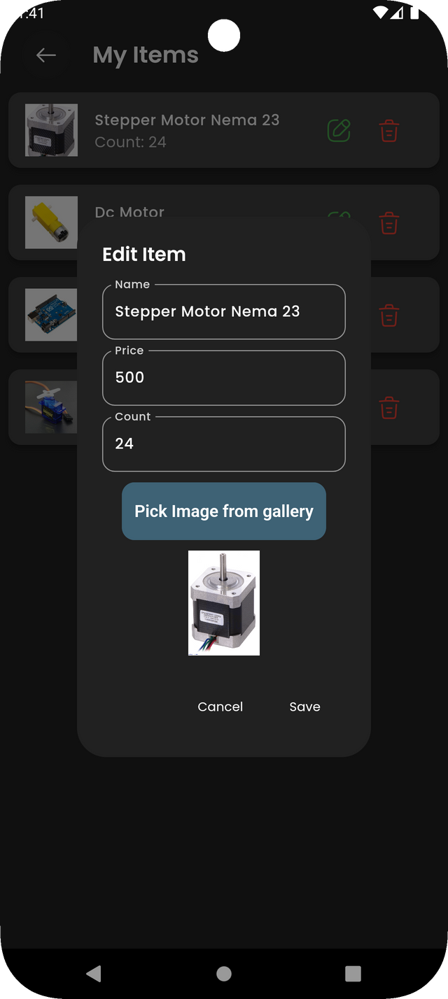 :41
My Items
Stepper Motor Nema 23
Count: 24
Dc Motor
Edit Item
Name
Stepper Motor Nema 23
Price
500
Count
24
Pick Image from gallery
Cancel
Save